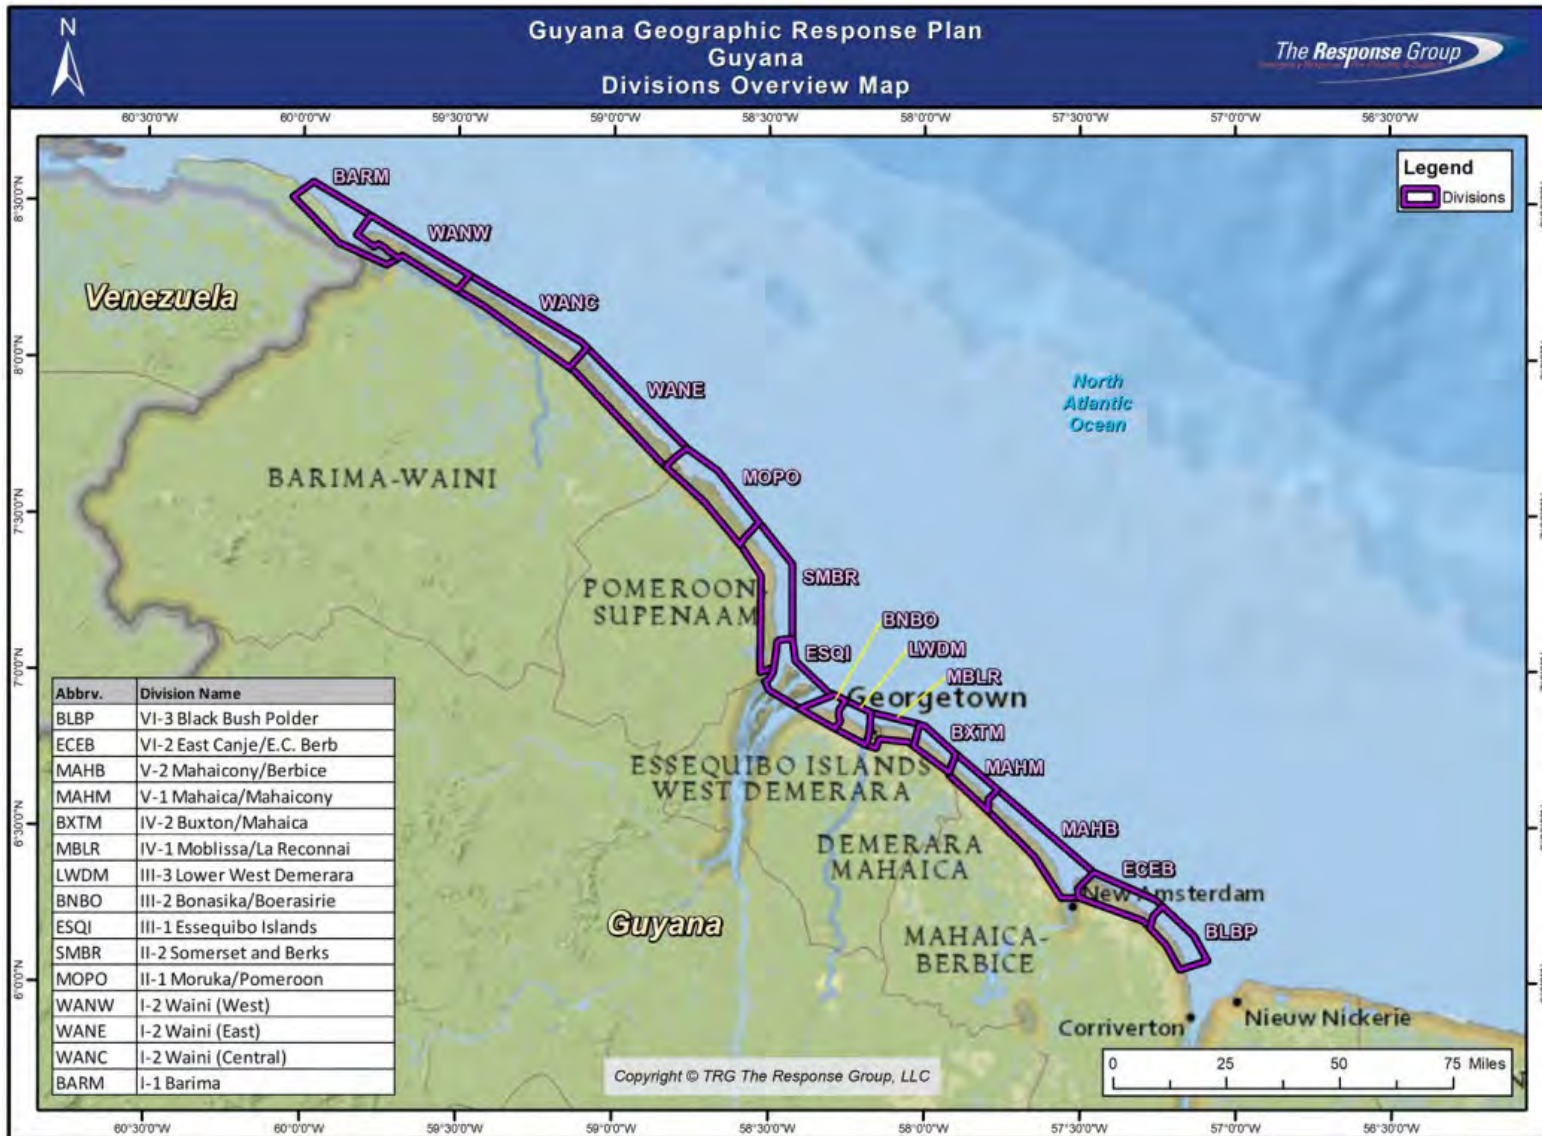 N
Guyana Geographic Response Plan
Guyana
Divisions Overview Map
The Response Group
60°30'0"W 60°0'0"W 59°30'0"W 59°0'0"W 58°30'0"W 58°0'0"W 57°30'0"W 57°0'0"W 56°30'0"W
8°30'0"N
8°0'0"N
7°30'0"N
7°0'0"N
6°30'0"N
6°0'0"N
Legend
Divisions
BARM
WANW
Venezuela
WANC
WANE
North
Atlantic
Ocean
BARIMA-WAINI
MOPO
SMBR
POMEROON-
SUPENAAM
BNBO
LWDM
ESQI
MBLR
Georgetown
BXTM
MAHM
ESSEQUIBO ISLANDS
WEST DEMERARA
MAHB
DEMERARA
MAHAICA
ECEB
New Amsterdam
Guyana
BLBP
MAHAICA-
BERBICE
Corriverton
Nieuw Nickerie
Abbrv. Division Name
BLBP VI-3 Black Bush Polder
ECEB VI-2 East Canje/E.C. Berb
MAHB V-2 Mahaicony/Berbice
MAHM V-1 Mahaica/Mahaicony
BXTM IV-2 Buxton/Mahaica
MBLR IV-1 Moblissa/La Reconnai
LWDM III-3 Lower West Demerara
BNBO III-2 Bonasika/Boerasirie
ESQI III-1 Essequibo Islands
SMBR II-2 Somerset and Berks
MOPO II-1 Moruka/Pomeroon
WANW I-2 Waini (West)
WANE I-2 Waini (East)
WANC I-2 Waini (Central)
BARM I-1 Barima
Copyright © TRG The Response Group, LLC
0 25 50 75 Miles
60°30'0"W 60°0'0"W 59°30'0"W 59°0'0"W 58°30'0"W 58°0'0"W 57°30'0"W 57°0'0"W 56°30'0"W